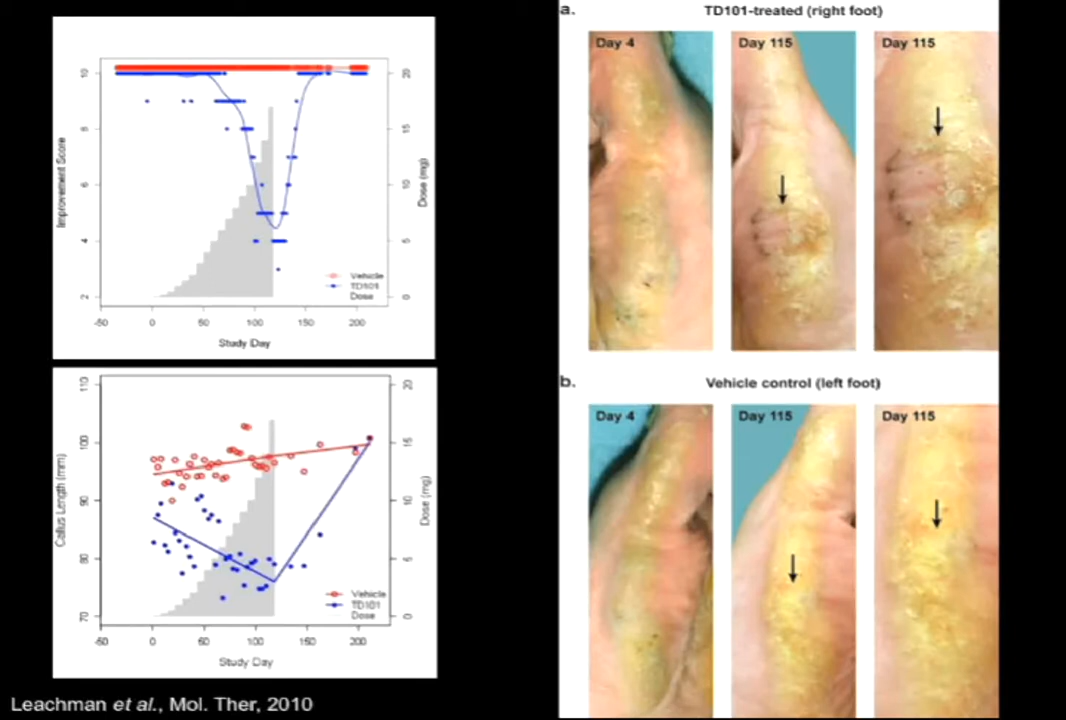 Improvement Score
10
8
6
4
2
20
15
10
5
0
Dose (mg)
Vehicle
TD101
Dose
-50
0
50
100
150
200
Study Day
Callus Length (mm)
110
100
90
80
70
20
15
10
5
0
Dose (mg)
Vehicle
TD101
Dose
-50
0
50
100
150
200
Study Day
Leachman et al., Mol. Ther, 2010
a.
TD101-treated (right foot)
Day 4
Day 115
Day 115
b.
Vehicle control (left foot)
Day 4
Day 115
Day 115